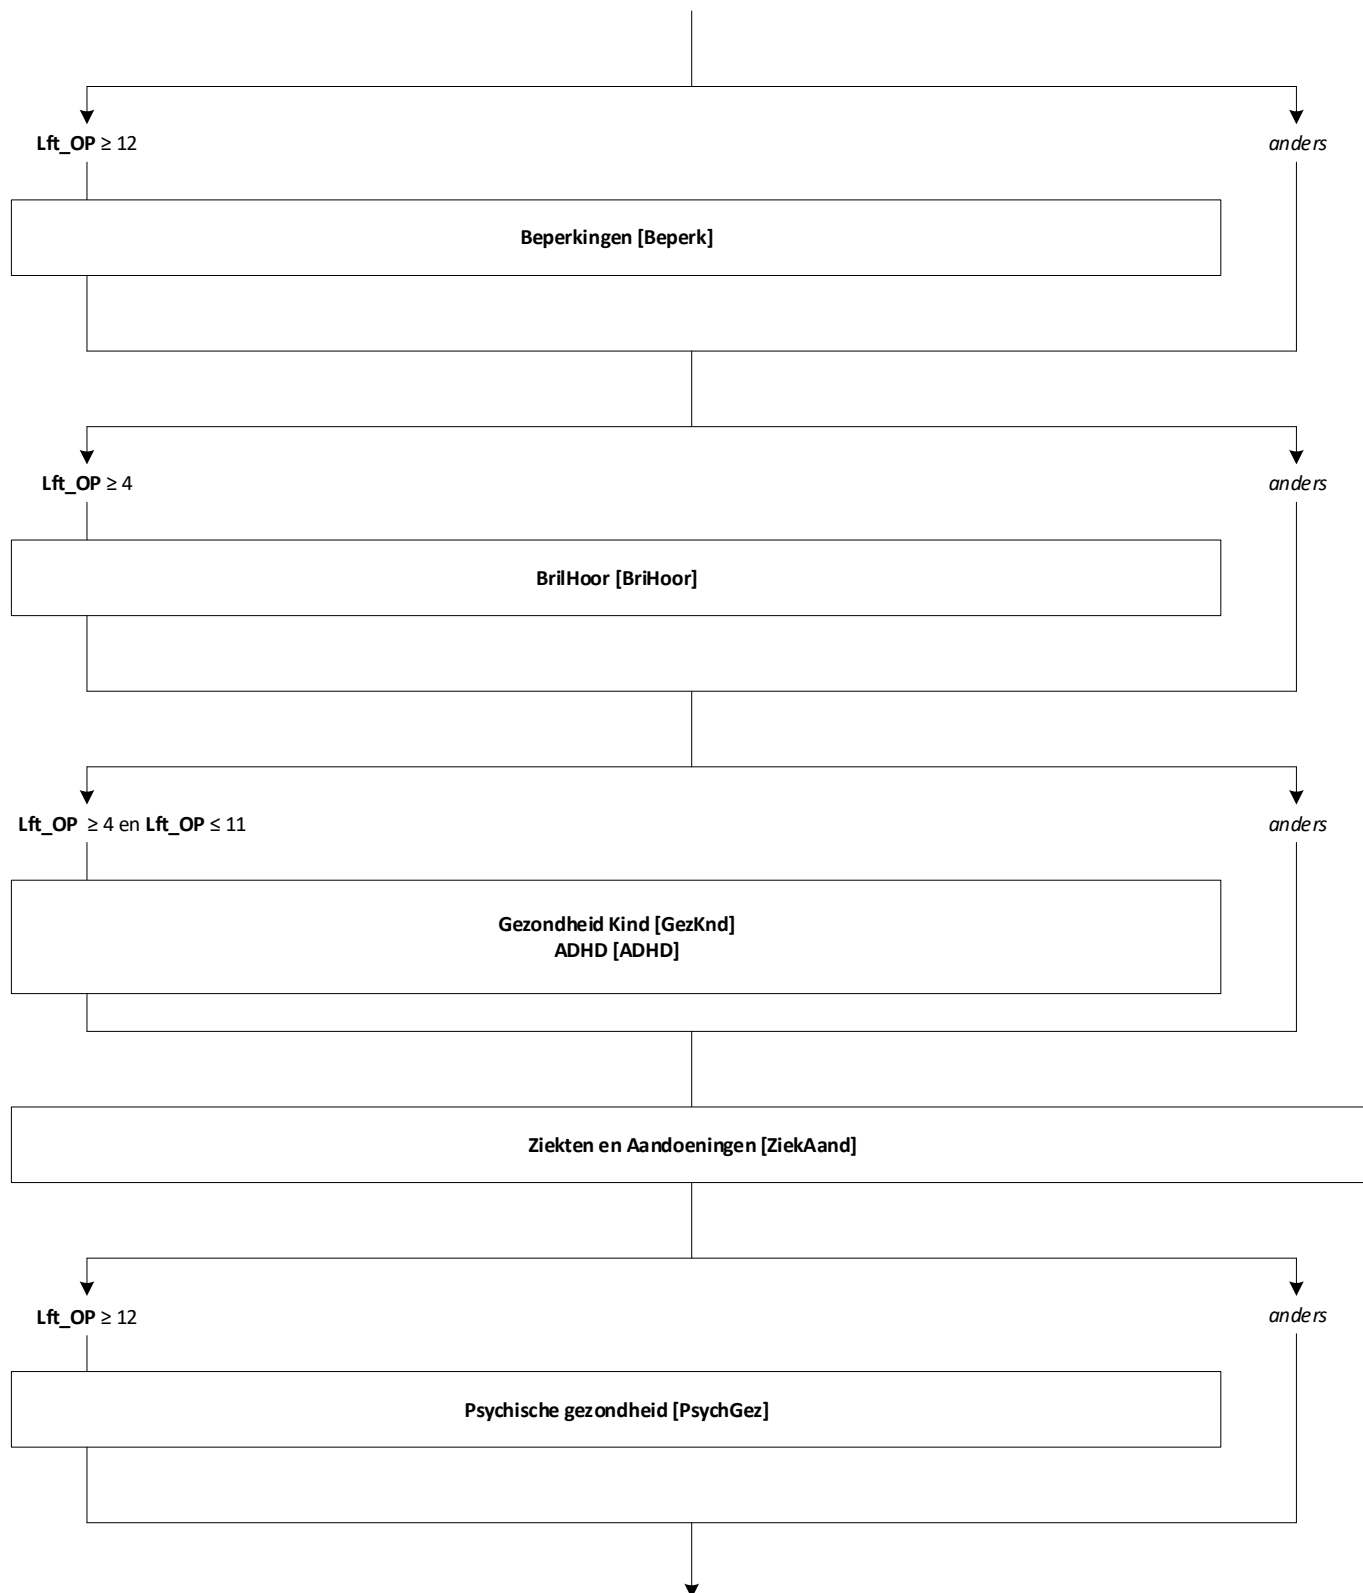 Lft_OP ≥ 12
anders
Beperkingen [Beperk]
Lft_OP ≥ 4
anders
BrilHoor [BriHoor]
Lft_OP ≥ 4 en Lft_OP ≤ 11
anders
Gezondheid Kind [GezKnd]
ADHD [ADHD]
Ziekten en Aandoeningen [ZiekAand]
Lft_OP ≥ 12
anders
Psychische gezondheid [PsychGez]